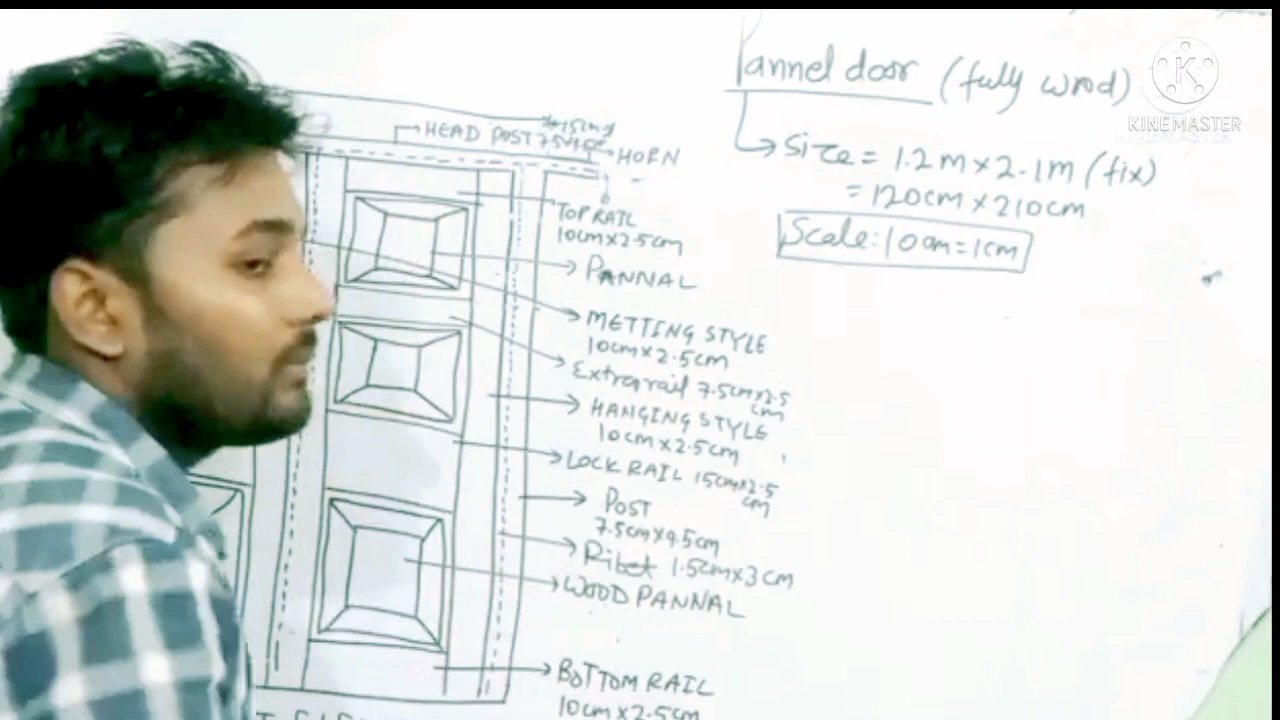 Pannel door (fully wood)
Size = 1.2m x 2.1m (fix)
= 120cm x 210cm
Scale: 10cm = 1cm
KINEMASTER
15cm
HEAD POST
HORN
TOP RAIL
10cm x 2.5cm
PANNAL
METTING STYLE
10cm x 2.5cm
Extra rail 7.5cm x 2.5
cm
HANGING STYLE
10cm x 2.5cm
LOCK RAIL 15cm x 2.5
cm
POST
7.5cm x 9.5cm
Ribet 1.5cm x 3cm
WOOD PANNAL
BOTTOM RAIL
10cm x 2.5cm